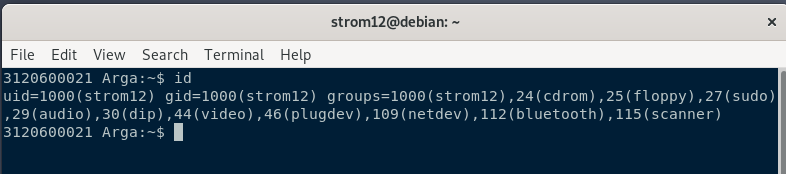 strom12@debian: ~
×
File Edit View Search Terminal Help
3120600021 Arga:~$ id
uid=1000(strom12) gid=1000(strom12) groups=1000(strom12),24(cdrom),25(floppy),27(sudo)
,29(audio),30(dip),44(video),46(plugdev),109(netdev),112(bluetooth),115(scanner)
3120600021 Arga:~$